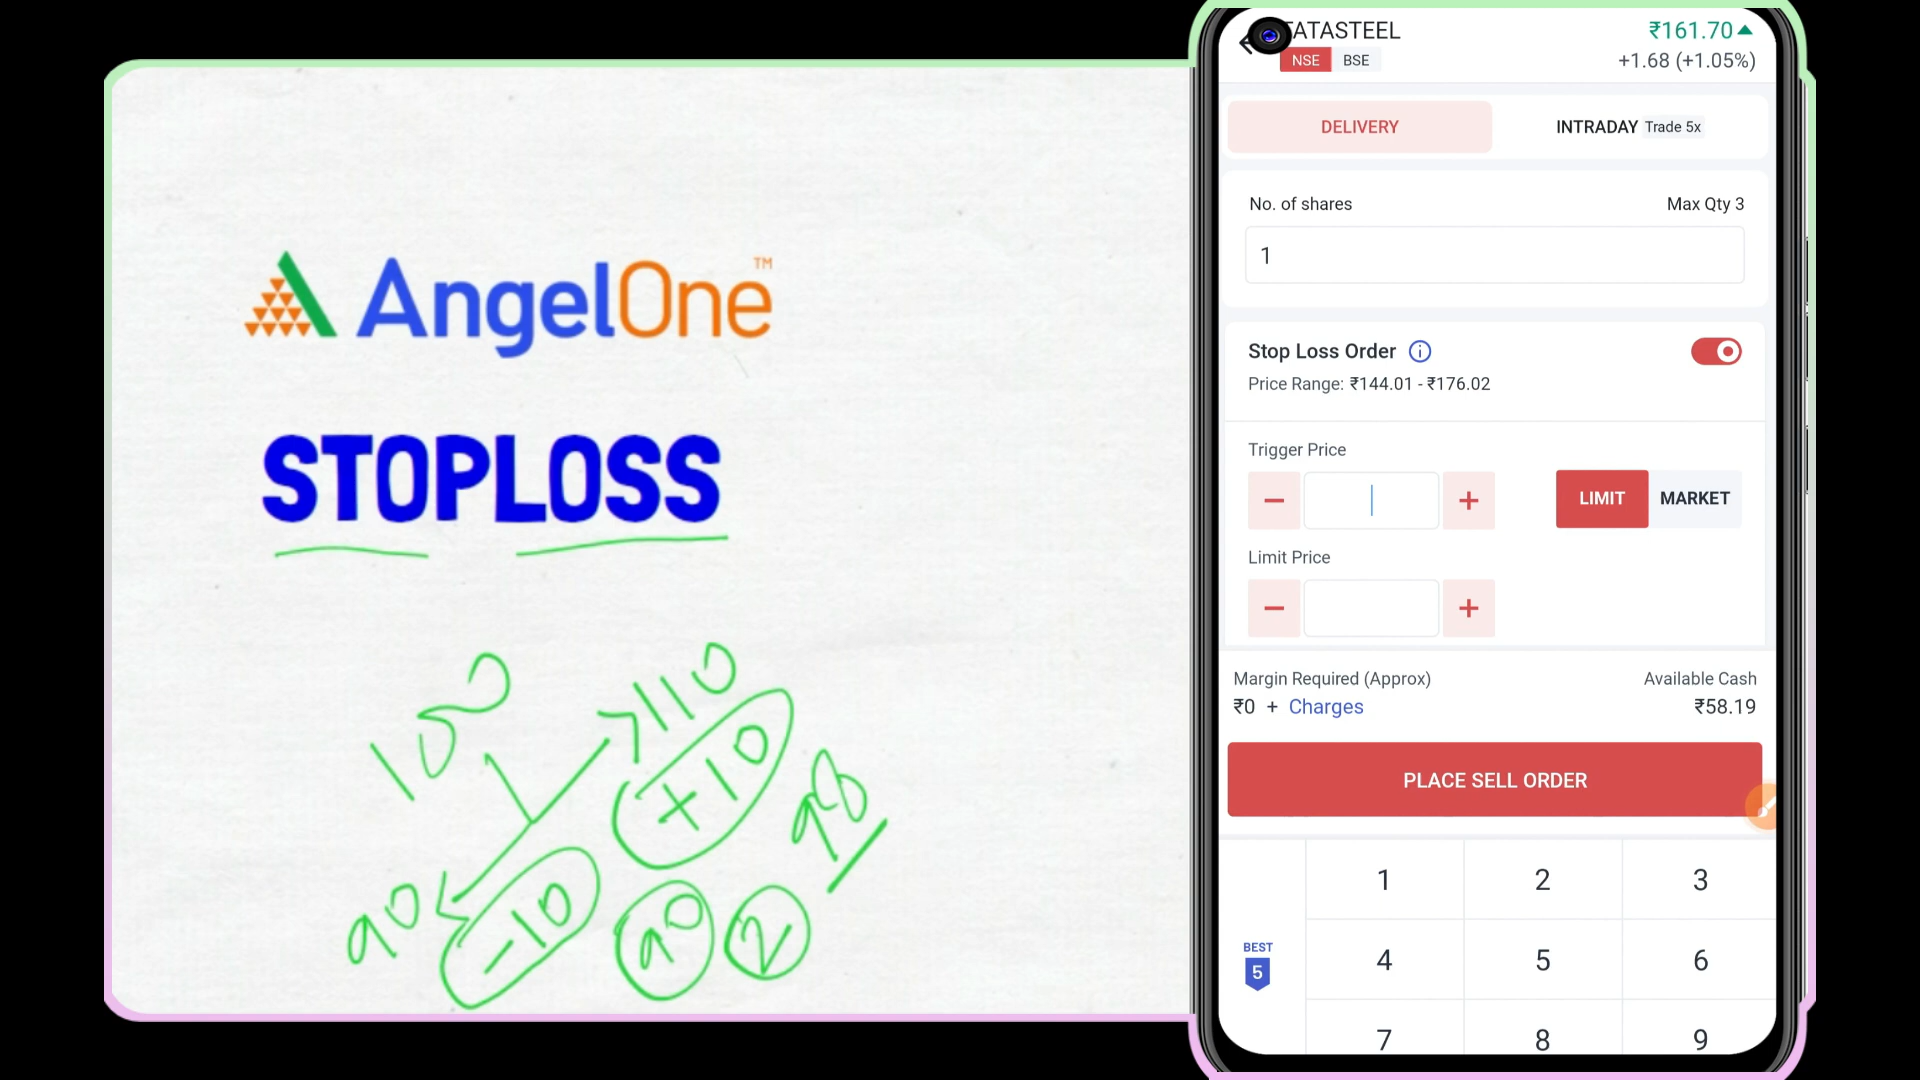 AngelOne™
STOPLOSS
100
>110
+10
90
-10
90
2
98
TATASTEEL
₹161.70
NSE BSE
+1.68 (+1.05%)
DELIVERY
INTRADAY Trade 5x
No. of shares
Max Qty 3
1
Stop Loss Order
Price Range: ₹144.01 - ₹176.02
Trigger Price
LIMIT MARKET
Limit Price
Margin Required (Approx)
Available Cash
₹0 + Charges
₹58.19
PLACE SELL ORDER
1 2 3
BEST
5
4 5 6
7 8 9